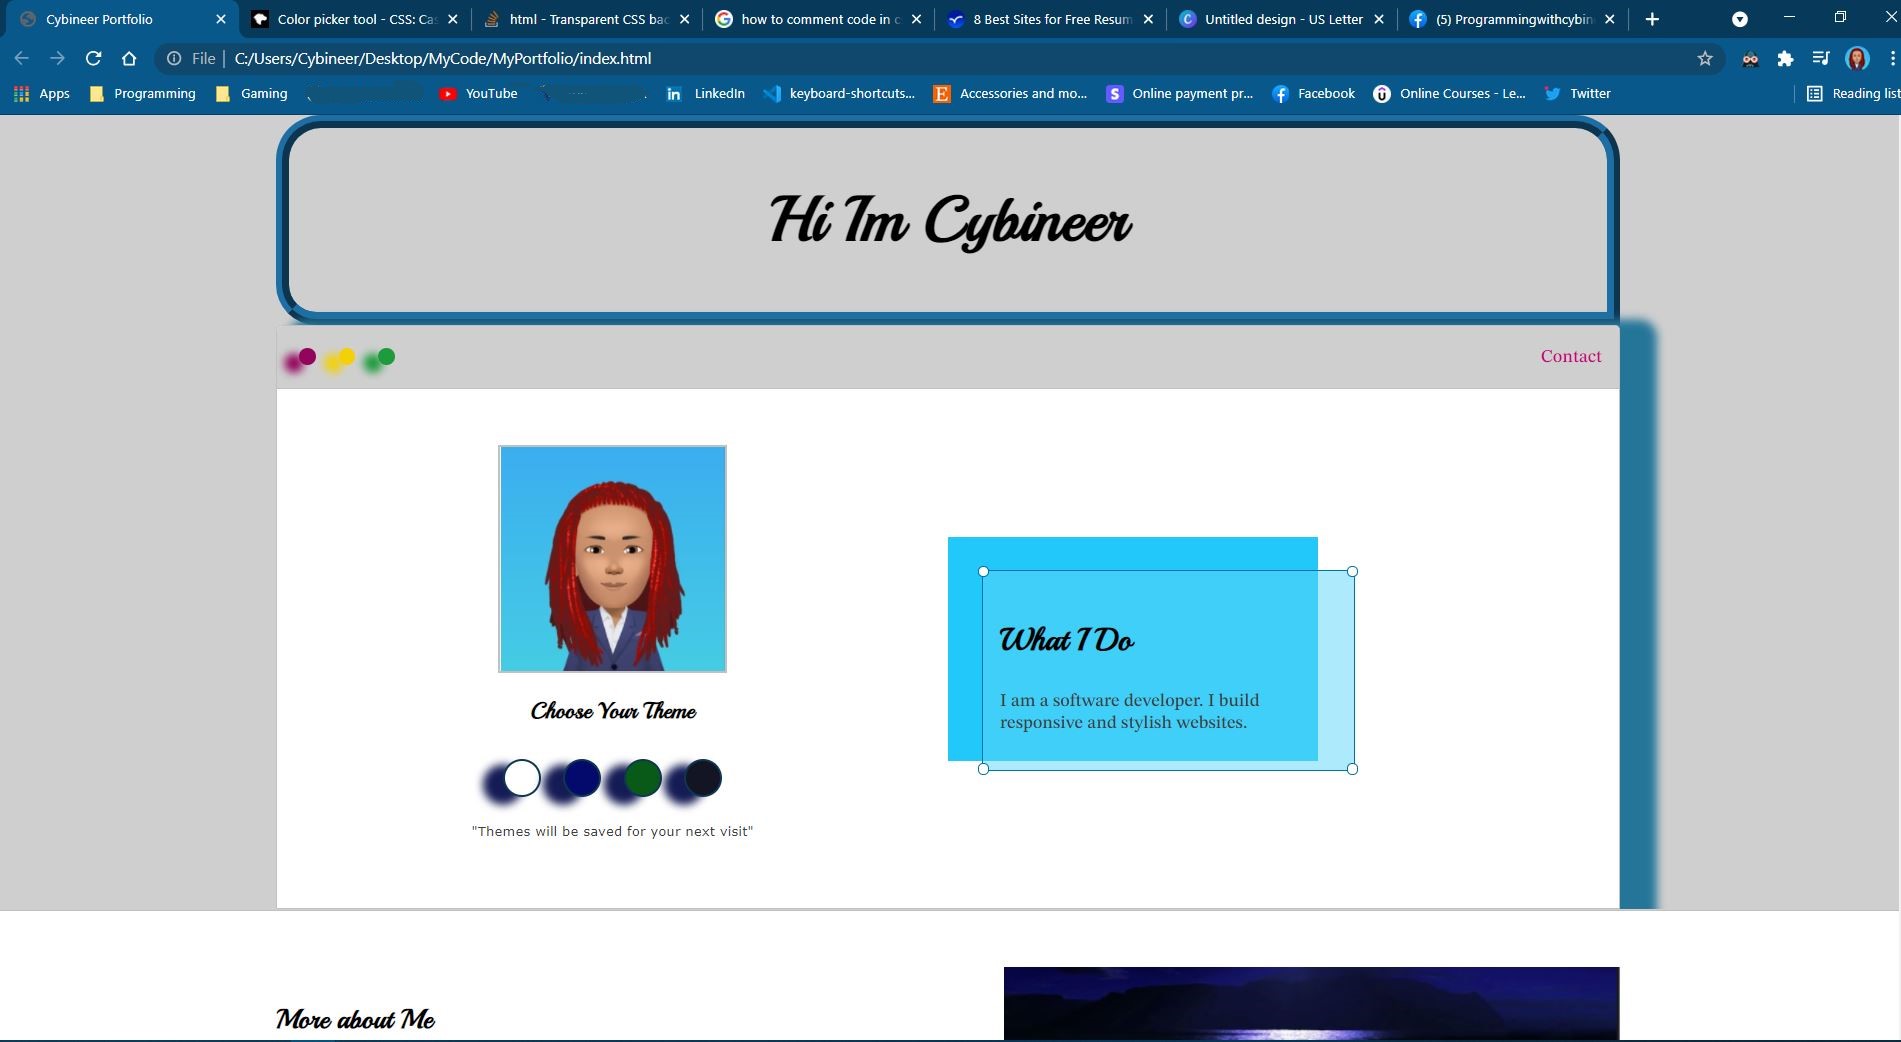 Cybineer Portfolio
Color picker tool - CSS: Cas
html - Transparent CSS bac
how to comment code in c
8 Best Sites for Free Resum
Untitled design - US Letter
(5) Programmingwithcybin
File | C:/Users/Cybineer/Desktop/MyCode/MyPortfolio/index.html
Apps
Programming
Gaming
YouTube
LinkedIn
keyboard-shortcuts...
Accessories and mo...
Online payment pr...
Facebook
Online Courses - Le...
Twitter
Reading list
Hi Im Cybineer
Contact
What I Do
I am a software developer. I build
responsive and stylish websites.
Choose Your Theme
"Themes will be saved for your next visit"
More about Me